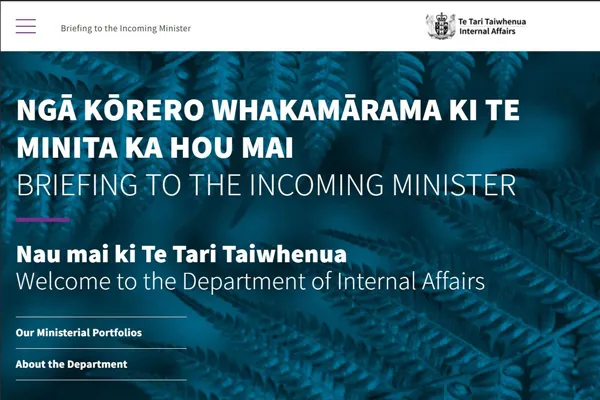 Briefing to the Incoming Minister
Te Tari Taiwhenua
Internal Affairs
NGĀ KŌRERO WHAKAMĀRAMA KI TE
MINITA KA HOU MAI
BRIEFING TO THE INCOMING MINISTER
Nau mai ki Te Tari Taiwhenua
Welcome to the Department of Internal Affairs
Our Ministerial Portfolios
About the Department